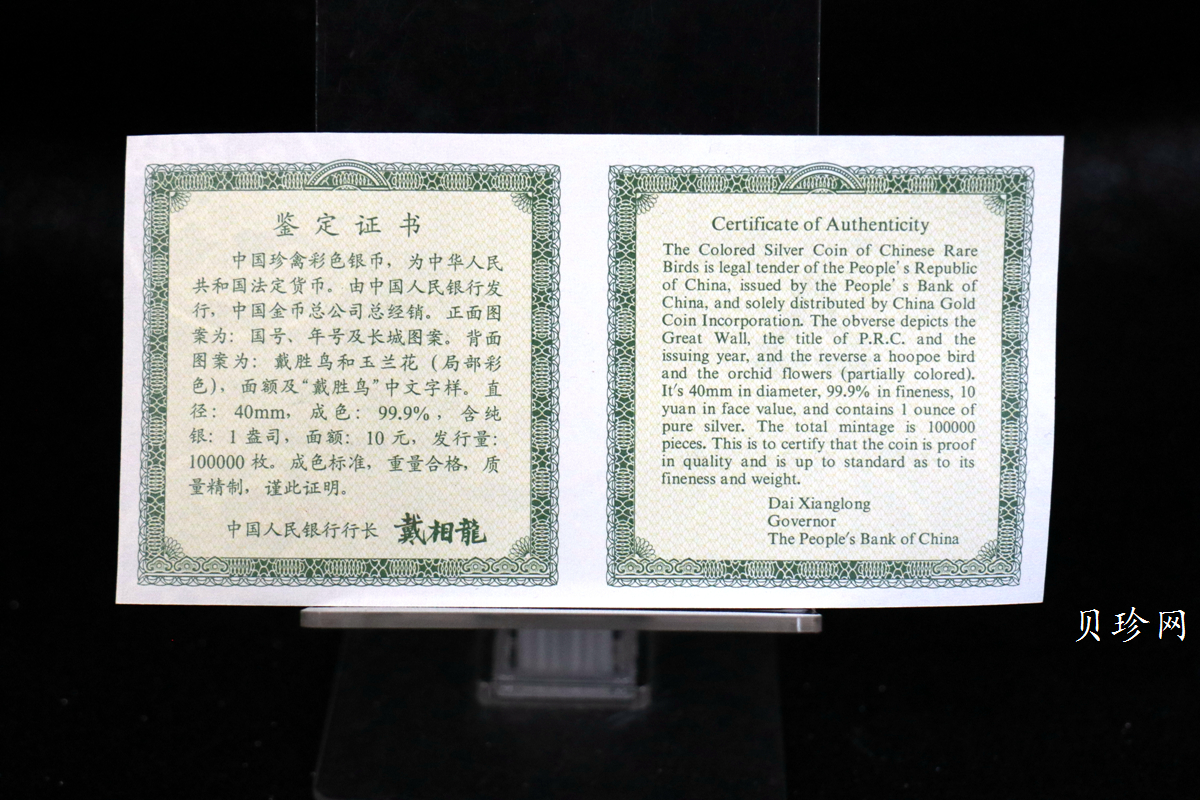 鉴定证书
中国珍禽彩色银币，为中华人民
共和国法定货币。由中国人民银行发
行，中国金币总公司总经销。正面图
案为：国号、年号及长城图案。背面
图案为：戴胜鸟和玉兰花（局部彩
色），面额及“戴胜鸟”中文字样。直
径：40mm，成色：99.9%，含纯
银：1盎司，面额：10元，发行量：
100000枚。成色标准，重量合格，质
量精制，谨此证明。
中国人民银行行长 戴相龍
Certificate of Authenticity
The Colored Silver Coin of Chinese Rare
Birds is legal tender of the People's Republic
of China, issued by the People's Bank of
China, and solely distributed by China Gold
Coin Incorporation. The obverse depicts the
Great Wall, the title of P.R.C. and the
issuing year, and the reverse a hoopoe bird
and the orchid flowers (partially colored).
It's 40mm in diameter, 99.9% in fineness, 10
yuan in face value, and contains 1 ounce of
pure silver. The total mintage is 100000
pieces. This is to certify that the coin is proof
in quality and is up to standard as to its
fineness and weight.
Dai Xianglong
Governor
The People's Bank of China
贝珍网